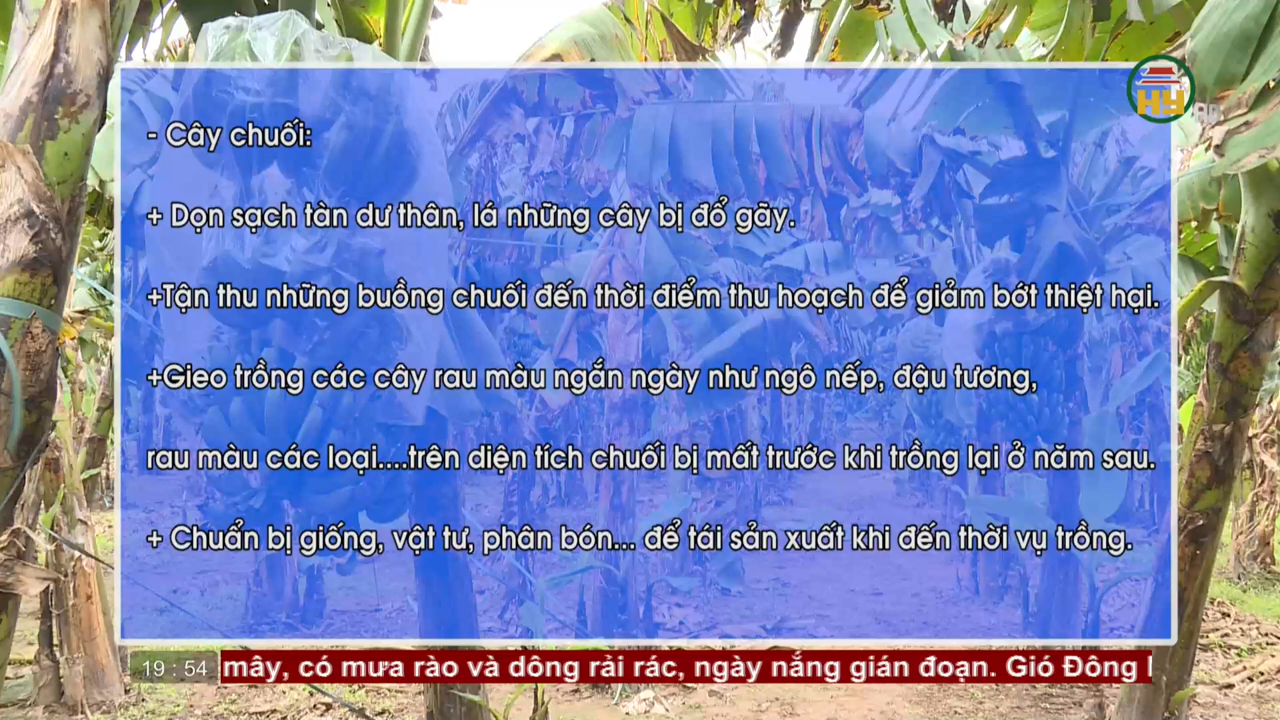 HY
HD
- Cây chuối:
+ Dọn sạch tàn dư thân, lá những cây bị đổ gãy.
+Tận thu những buồng chuối đến thời điểm thu hoạch để giảm bớt thiệt hại.
+Gieo trồng các cây rau màu ngắn ngày như ngô nếp, đậu tương,
rau màu các loại....trên diện tích chuối bị mất trước khi trồng lại ở năm sau.
+ Chuẩn bị giống, vật tư, phân bón... để tái sản xuất khi đến thời vụ trồng.
19 : 54 mây, có mưa rào và dông rải rác, ngày nắng gián đoạn. Gió Đông